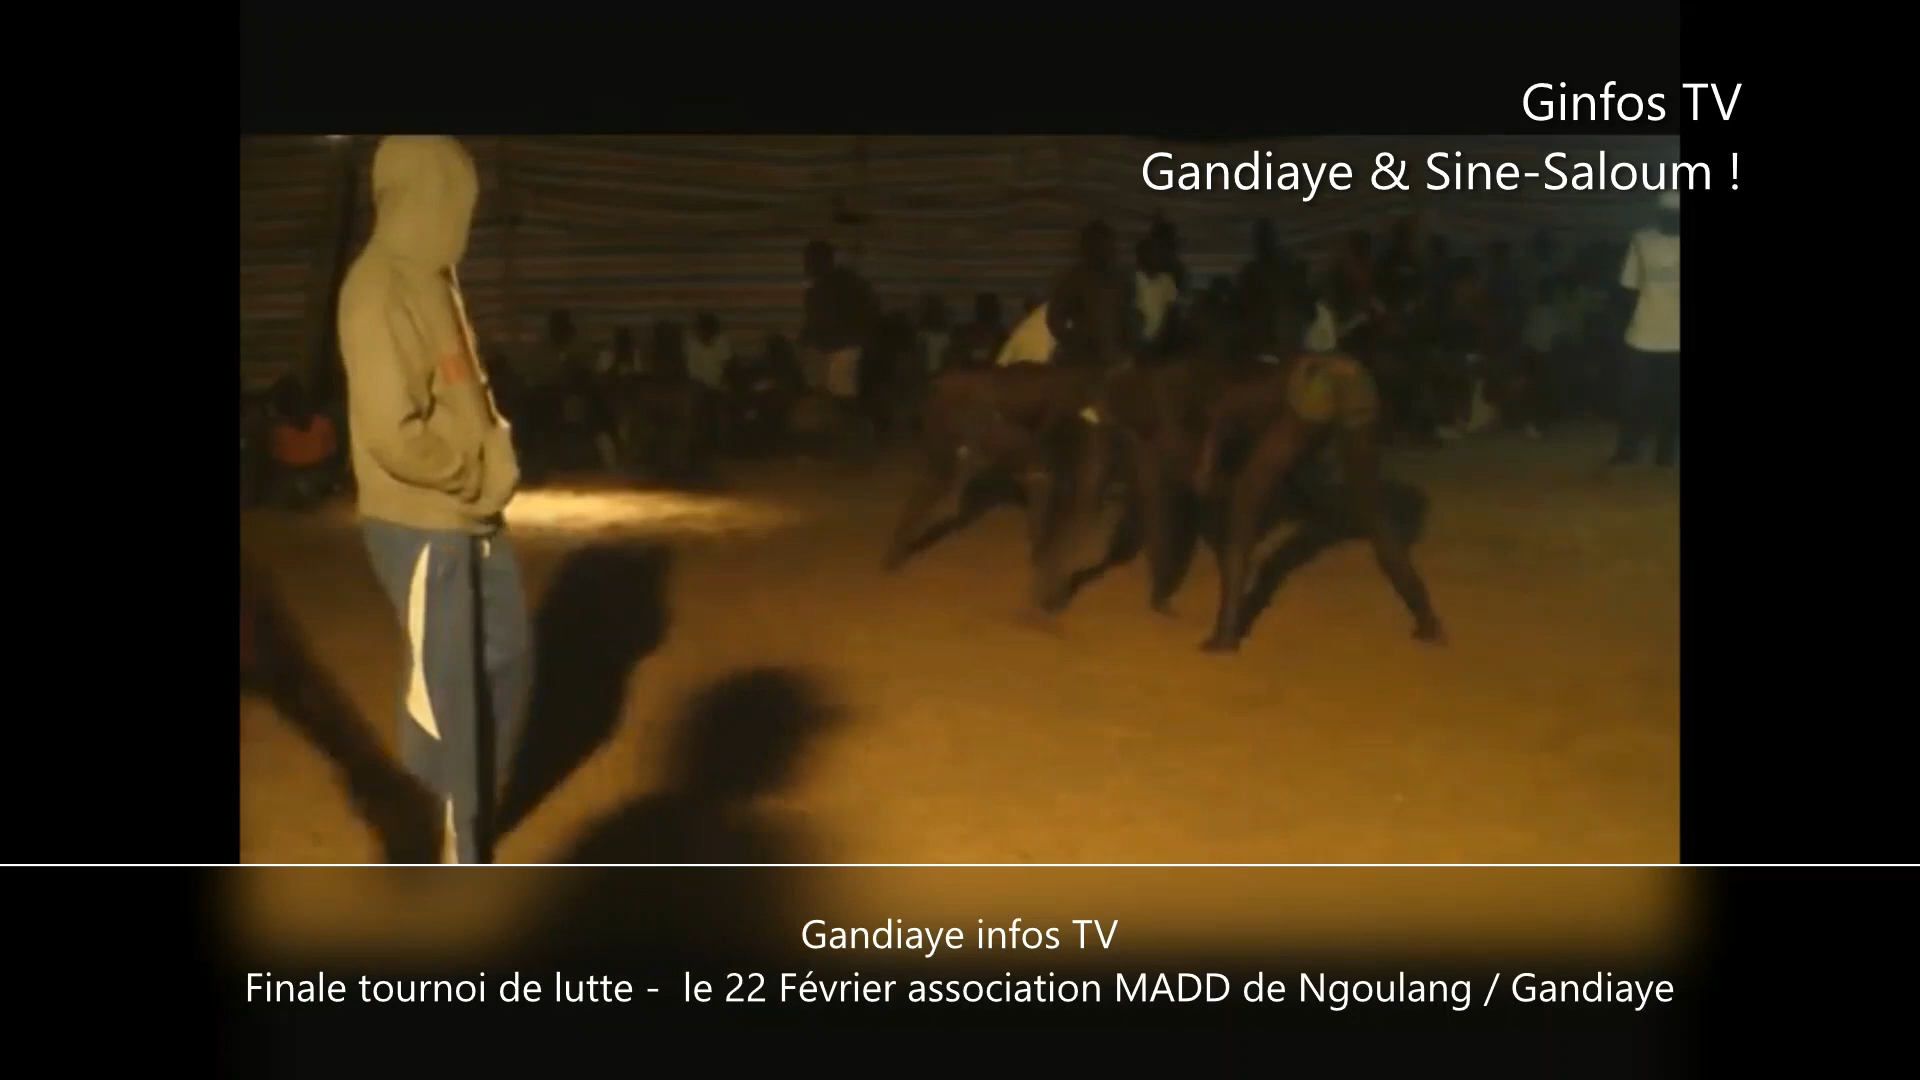 Ginfos TV
Gandiaye & Sine-Saloum !
Gandiaye infos TV
Finale tournoi de lutte -  le 22 Février association MADD de Ngoulang / Gandiaye